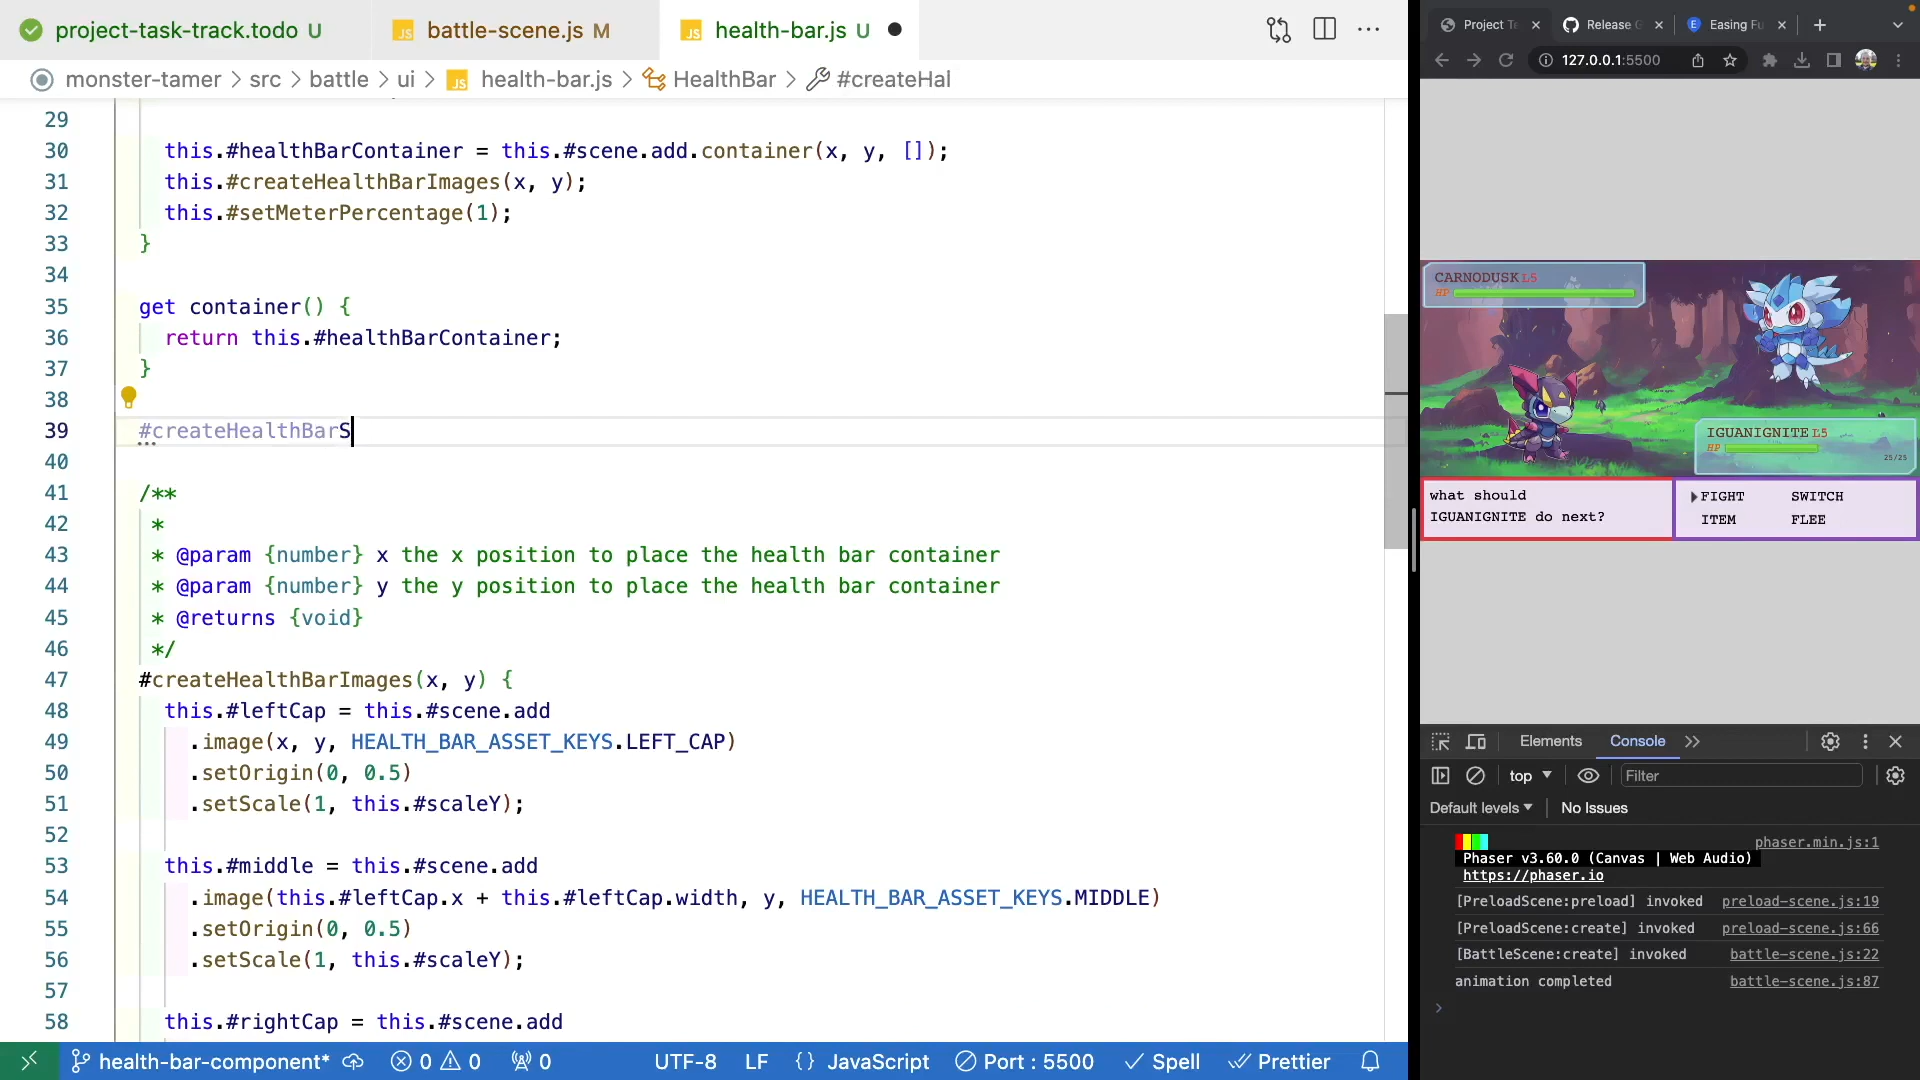 project-task-track.todo U
JS battle-scene.js M
JS health-bar.js U
monster-tamer > src > battle > ui > JS health-bar.js > HealthBar > #createHal
29
30 this.#healthBarContainer = this.#scene.add.container(x, y, []);
31 this.#createHealthBarImages(x, y);
32 this.#setMeterPercentage(1);
33 }
34
35 get container() {
36 return this.#healthBarContainer;
37 }
38
39 #createHealthBarS
40
41 /**
42 *
43 * @param {number} x the x position to place the health bar container
44 * @param {number} y the y position to place the health bar container
45 * @returns {void}
46 */
47 #createHealthBarImages(x, y) {
48 this.#leftCap = this.#scene.add
49 .image(x, y, HEALTH_BAR_ASSET_KEYS.LEFT_CAP)
50 .setOrigin(0, 0.5)
51 .setScale(1, this.#scaleY);
52
53 this.#middle = this.#scene.add
54 .image(this.#leftCap.x + this.#leftCap.width, y, HEALTH_BAR_ASSET_KEYS.MIDDLE)
55 .setOrigin(0, 0.5)
56 .setScale(1, this.#scaleY);
57
58 this.#rightCap = this.#scene.add
health-bar-component* 0 0 0 UTF-8 LF {} JavaScript Port : 5500 Spell Prettier
Project Te
Release G
Easing Fu
127.0.0.1:5500
CARNODUSK L5
HP
IGUANIGNITE L5
HP
25/25
what should
IGUANIGNITE do next?
FIGHT SWITCH
ITEM FLEE
Elements Console
top Filter
Default levels No Issues
phaser.min.js:1
Phaser v3.60.0 (Canvas | Web Audio)
https://phaser.io
[PreloadScene:preload] invoked preload-scene.js:19
[PreloadScene:create] invoked preload-scene.js:66
[BattleScene:create] invoked battle-scene.js:22
animation completed battle-scene.js:87